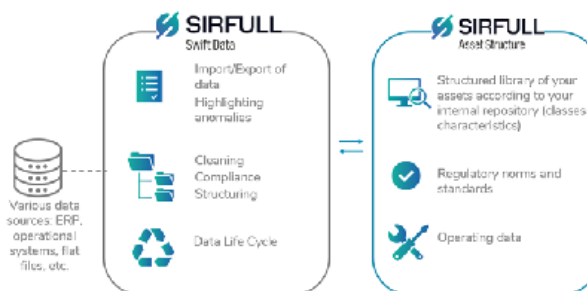 SIRFULL
Swift Data
Import/Export of
data
Highlighting
anomalies
Cleaning
Compliance
Structuring
Data Life Cycle
Various data
sources: ERP,
operational
systems, flat
files, etc.
SIRFULL
Asset Structure
Structured library of your
assets according to your
internal repository (classes
characteristics)
Regulatory norms and
standards
Operating data